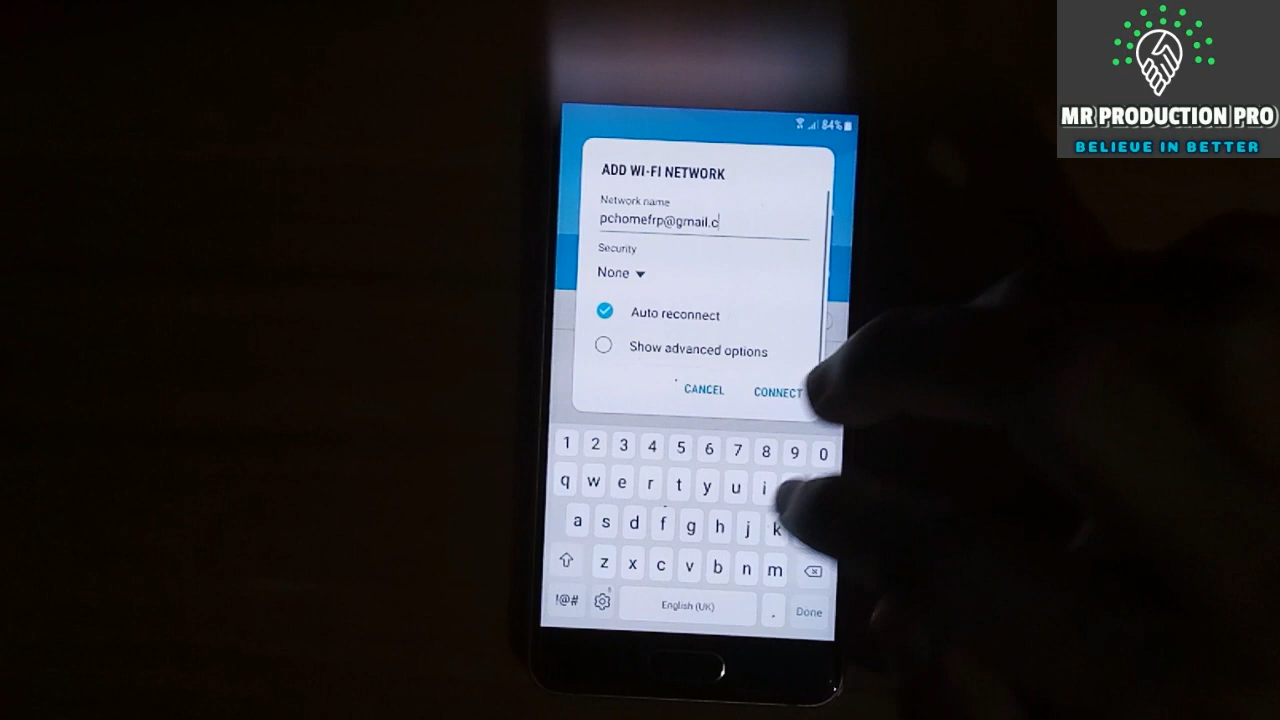 MR PRODUCTION PRO
BELIEVE IN BETTER
84%
ADD WI-FI NETWORK
Network name
pchomefrp@gmail.c
Security
None
Auto reconnect
Show advanced options
CANCEL CONNECT
1 2 3 4 5 6 7 8 9 0
q w e r t y u i
a s d f g h j k
z x c v b n m
!@# English (UK) . Done